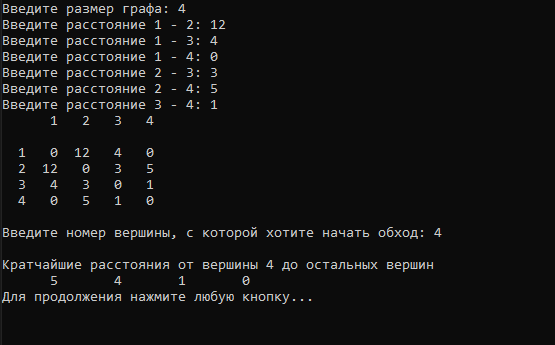 Введите размер графа: 4
Введите расстояние 1 - 2: 12
Введите расстояние 1 - 3: 4
Введите расстояние 1 - 4: 0
Введите расстояние 2 - 3: 3
Введите расстояние 2 - 4: 5
Введите расстояние 3 - 4: 1
1 2 3 4
1 0 12 4 0
2 12 0 3 5
3 4 3 0 1
4 0 5 1 0
Введите номер вершины, с которой хотите начать обход: 4
Кратчайшие расстояния от вершины 4 до остальных вершин
5 4 1 0
Для продолжения нажмите любую кнопку...